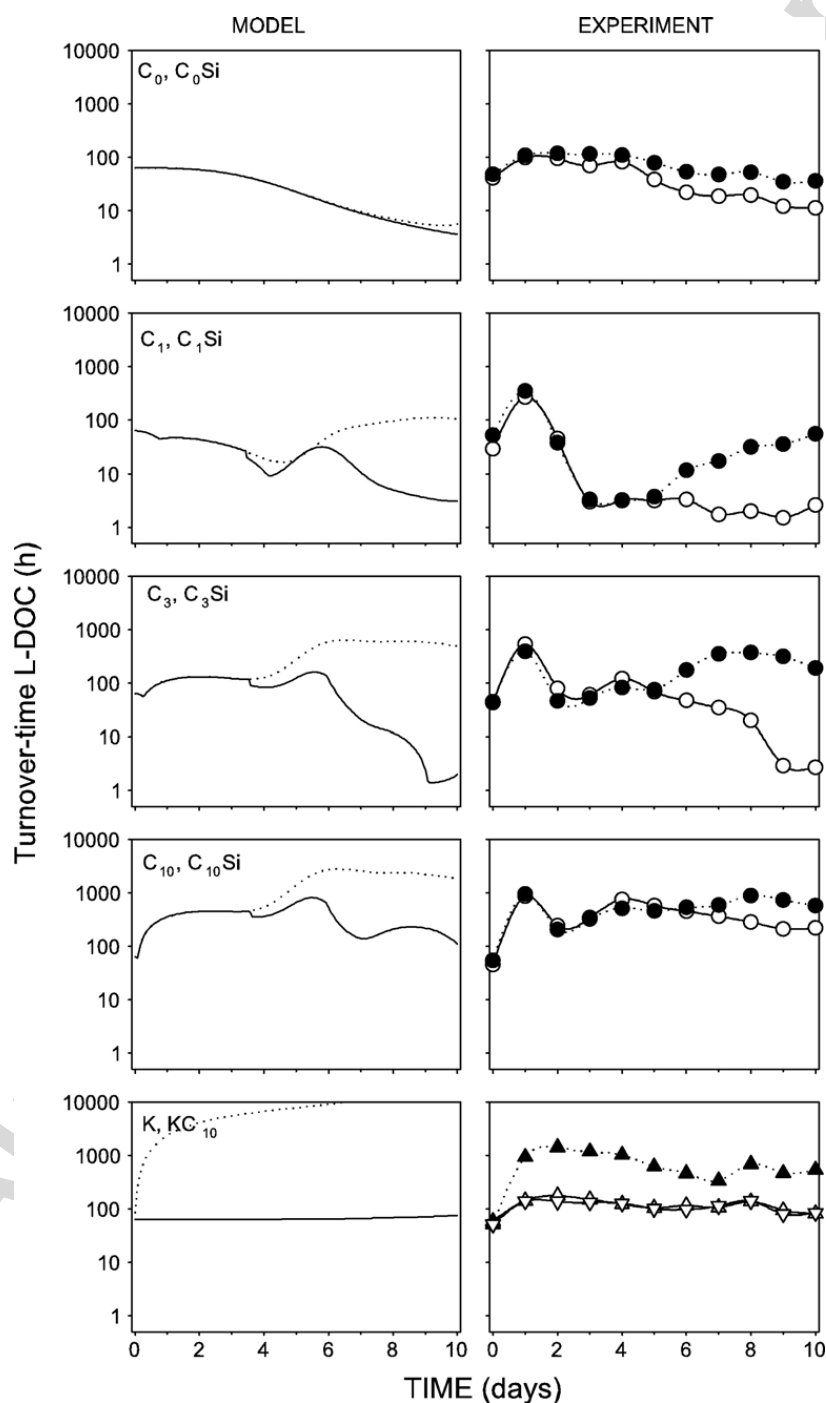 MODEL EXPERIMENT
C0, C0Si
10000
1000
100
10
1
C1, C1Si
10000
1000
100
10
1
Turnover-time L-DOC (h)
C3, C3Si
10000
1000
100
10
1
C10, C10Si
10000
1000
100
10
1
K, KC10
10000
1000
100
10
1
0 2 4 6 8 10 0 2 4 6 8 10
TIME (days)